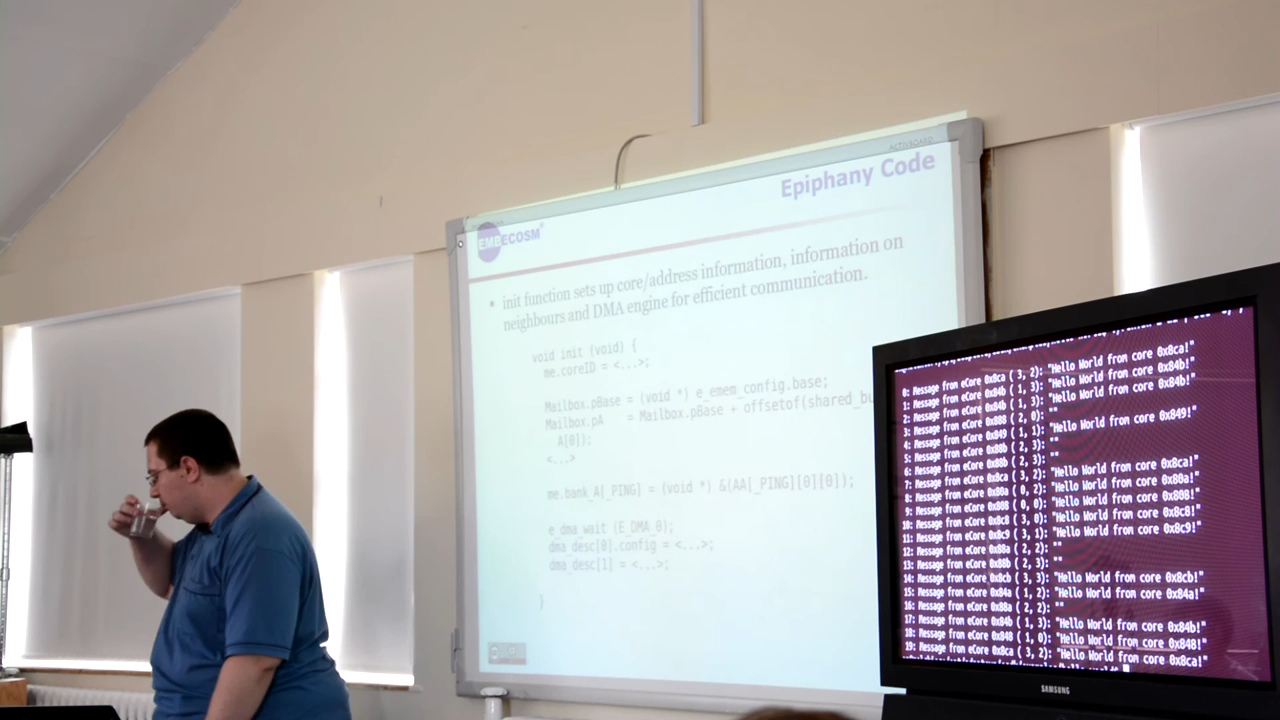 ACTIVBOARD
Epiphany Code
EMBECOSM®
• init function sets up core/address information, information on
neighbours and DMA engine for efficient communication.
void init (void) {
me.coreID = <...>;
Mailbox.pBase = (void *) e_emem_config.base;
Mailbox.pA = Mailbox.pBase + offsetof(shared_bu
A[0]);
<...>
me.bank_A[_PING] = (void *) &(AA[_PING][0][0]);
e_dma_wait (E_DMA_0);
dma_desc[0].config = <...>;
dma_desc[1] = <...>;
}
0: Message from eCore 0x8ca ( 3, 2): "Hello World from core 0x8ca!"
1: Message from eCore 0x84b ( 1, 3): "Hello World from core 0x84b!"
2: Message from eCore 0x84b ( 1, 3): "Hello World from core 0x84b!"
3: Message from eCore 0x888 ( 2, 0): ""
4: Message from eCore 0x849 ( 1, 1): "Hello World from core 0x849!"
5: Message from eCore 0x88b ( 2, 3): ""
6: Message from eCore 0x88b ( 2, 3): ""
7: Message from eCore 0x8ca ( 3, 2): "Hello World from core 0x8ca!"
8: Message from eCore 0x80a ( 0, 2): "Hello World from core 0x80a!"
9: Message from eCore 0x808 ( 0, 0): "Hello World from core 0x808!"
10: Message from eCore 0x8c8 ( 3, 0): "Hello World from core 0x8c8!"
11: Message from eCore 0x8c9 ( 3, 1): "Hello World from core 0x8c9!"
12: Message from eCore 0x88a ( 2, 2): ""
13: Message from eCore 0x88b ( 2, 3): ""
14: Message from eCore 0x8cb ( 3, 3): "Hello World from core 0x8cb!"
15: Message from eCore 0x84a ( 1, 2): "Hello World from core 0x84a!"
16: Message from eCore 0x88a ( 2, 2): ""
17: Message from eCore 0x84b ( 1, 3): "Hello World from core 0x84b!"
18: Message from eCore 0x848 ( 1, 0): "Hello World from core 0x848!"
19: Message from eCore 0x8ca ( 3, 2): "Hello World from core 0x8ca!"
SAMSUNG